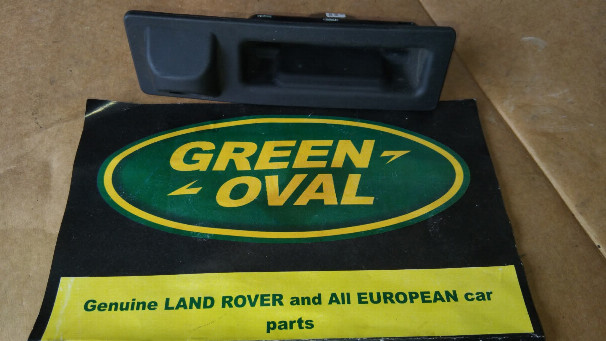 GREEN
OVAL
Genuine LAND ROVER and All EUROPEAN car
parts